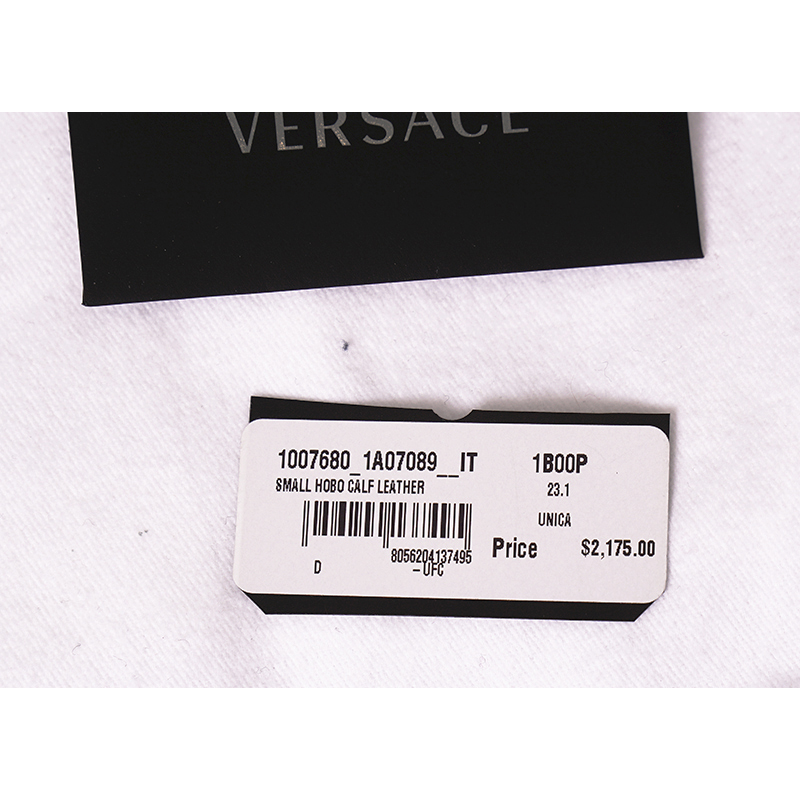 VERSACE
1007680_1A07089__IT 1B00P
SMALL HOBO CALF LEATHER 23.1
UNICA
8056204137495 Price $2,175.00
D -UFC